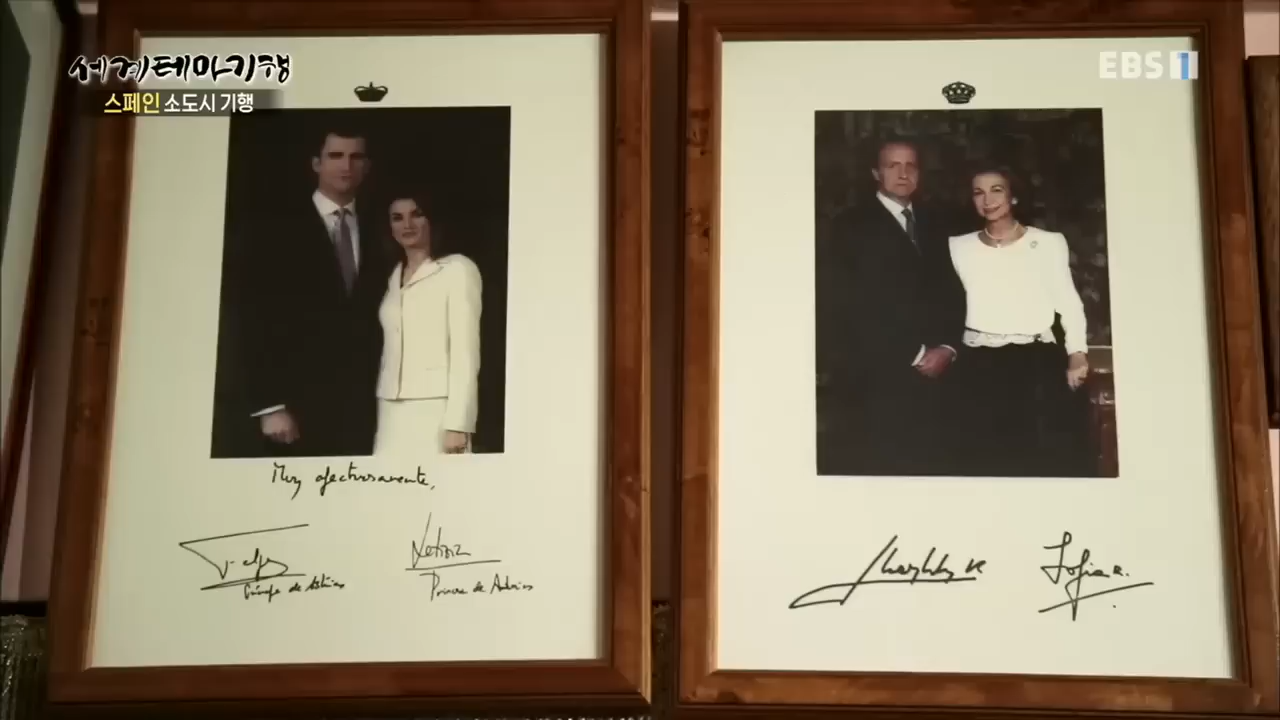 세계테마기행
스페인 소도시 기행
EBS 1
Muy afectuosamente,
Felipe
Príncipe de Asturias
Letizia
Princesa de Asturias
Sofía R.